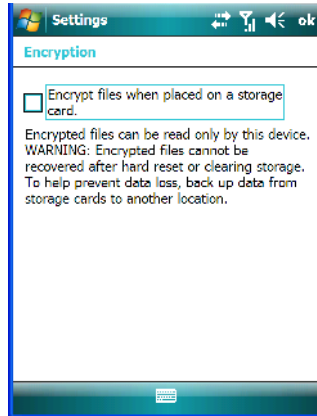 Settings ok
Encryption
Encrypt files when placed on a storage
card.
Encrypted files can be read only by this device.
WARNING: Encrypted files cannot be
recovered after hard reset or clearing storage.
To help prevent data loss, back up data from
storage cards to another location.